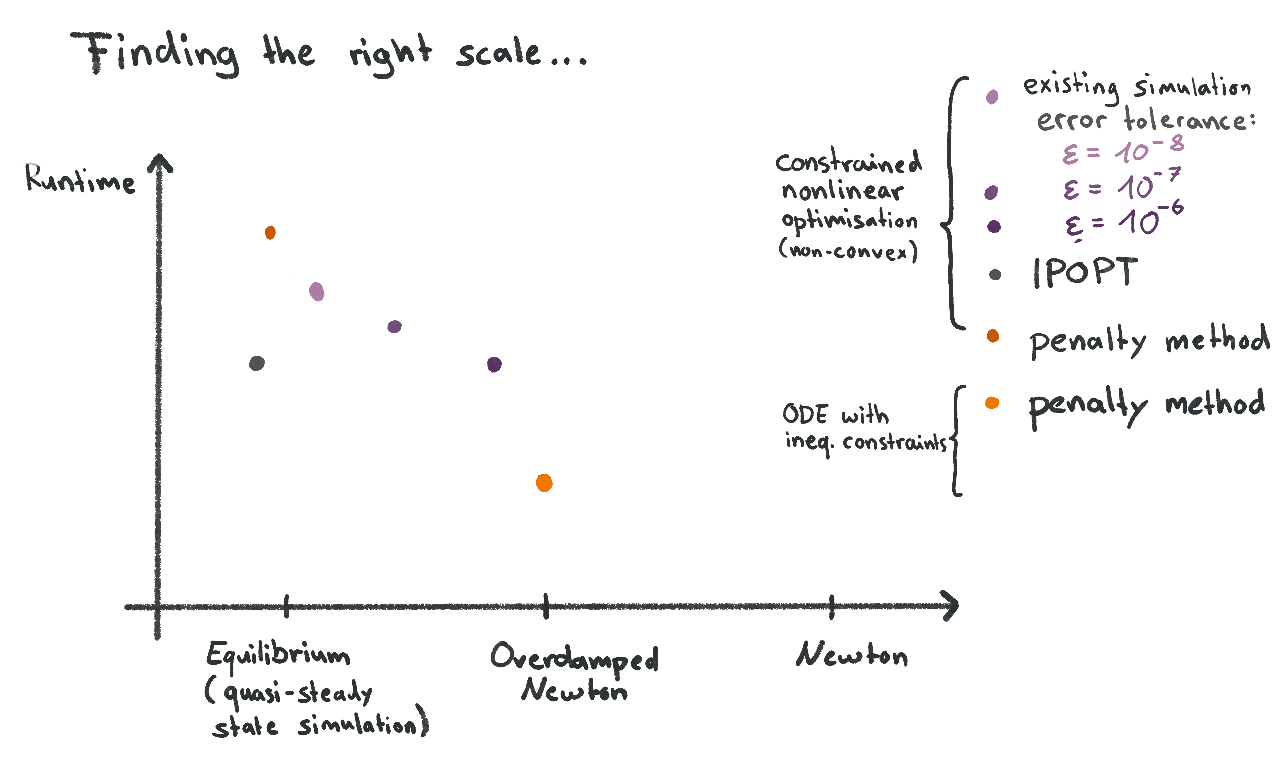 Finding the right scale...
Runtime
Equilibrium
(quasi-steady
state simulation)
Overdamped
Newton
Newton
constrained
nonlinear
optimisation
(non-convex)
existing simulation
error tolerance:
ε = 10⁻⁸
ε = 10⁻⁷
ε = 10⁻⁶
IPOPT
penalty method
ODE with
ineq. constraints
penalty method